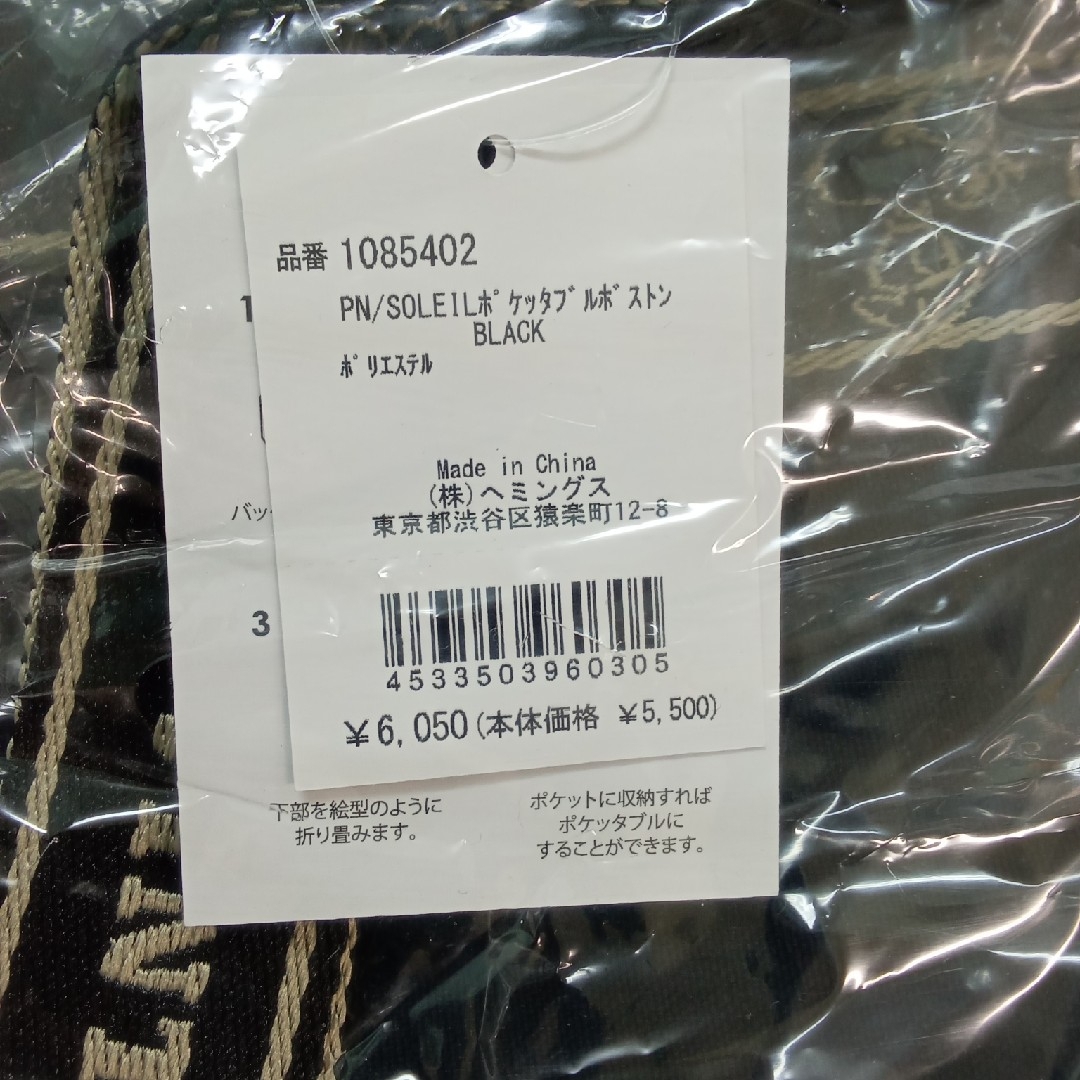 品番 1085402
PN/SOLEILポケッタブルボストン
BLACK
ポリエステル
Made in China
(株)ヘミングス
東京都渋谷区猿楽町12-8
4533503960305
¥6,050(本体価格 ¥5,500)
1
バッ
3
下部を絵型のように
折り畳みます。
ポケットに収納すれば
ポケッタブルに
することができます。